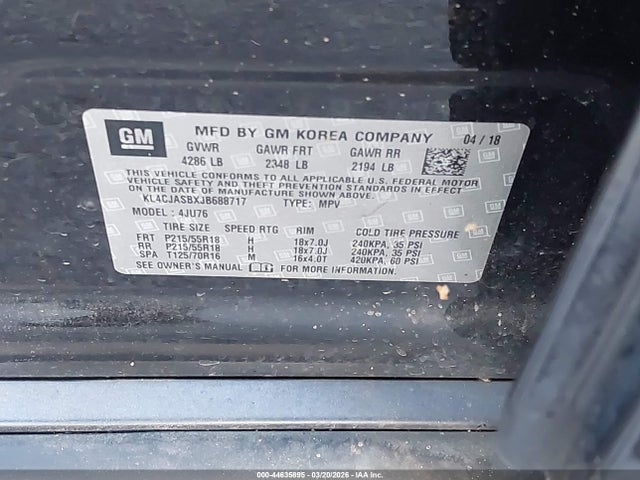 GM
MFD BY GM KOREA COMPANY 04/18
GVWR GAWR FRT GAWR RR
4286 LB 2348 LB 2194 LB
THIS VEHICLE CONFORMS TO ALL APPLICABLE U.S. FEDERAL MOTOR
VEHICLE SAFETY, BUMPER, AND THEFT PREVENTION STANDARDS IN EFFECT
ON THE DATE OF MANUFACTURE SHOWN ABOVE.
KL4CJASBXJB688717 TYPE: MPV
MODEL: 4JU76
TIRE SIZE SPEED RTG RIM COLD TIRE PRESSURE
FRT P215/55R18 H 18x7.0J 240KPA, 35 PSI
RR P215/55R18 H 18x7.0J 240KPA, 35 PSI
SPA T125/70R16 M 16x4.0T 420KPA, 60 PSI
SEE OWNER'S MANUAL
000-44635895 - 03/20/2026 - IAA Inc.